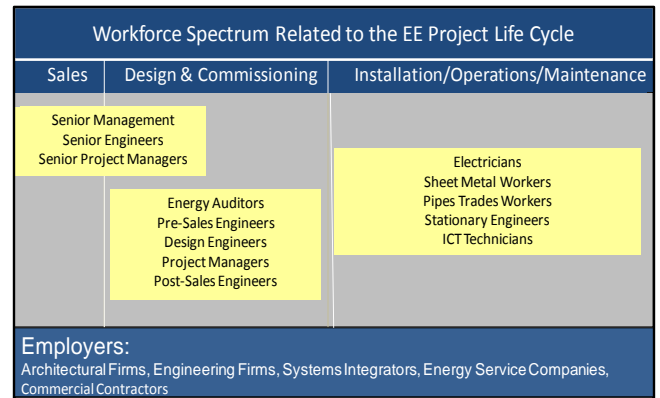 Workforce Spectrum Related to the EE Project Life Cycle
Sales
Design & Commissioning
Installation/Operations/Maintenance
Senior Management
Senior Engineers
Senior Project Managers
Energy Auditors
Pre-Sales Engineers
Design Engineers
Project Managers
Post-Sales Engineers
Electricians
Sheet Metal Workers
Pipes Trades Workers
Stationary Engineers
ICT Technicians
Employers:
Architectural Firms, Engineering Firms, Systems Integrators, Energy Service Companies,
Commercial Contractors